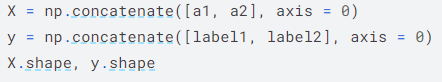 X = np.concatenate([a1, a2], axis = 0)
y = np.concatenate([label1, label2], axis = 0)
X.shape, y.shape